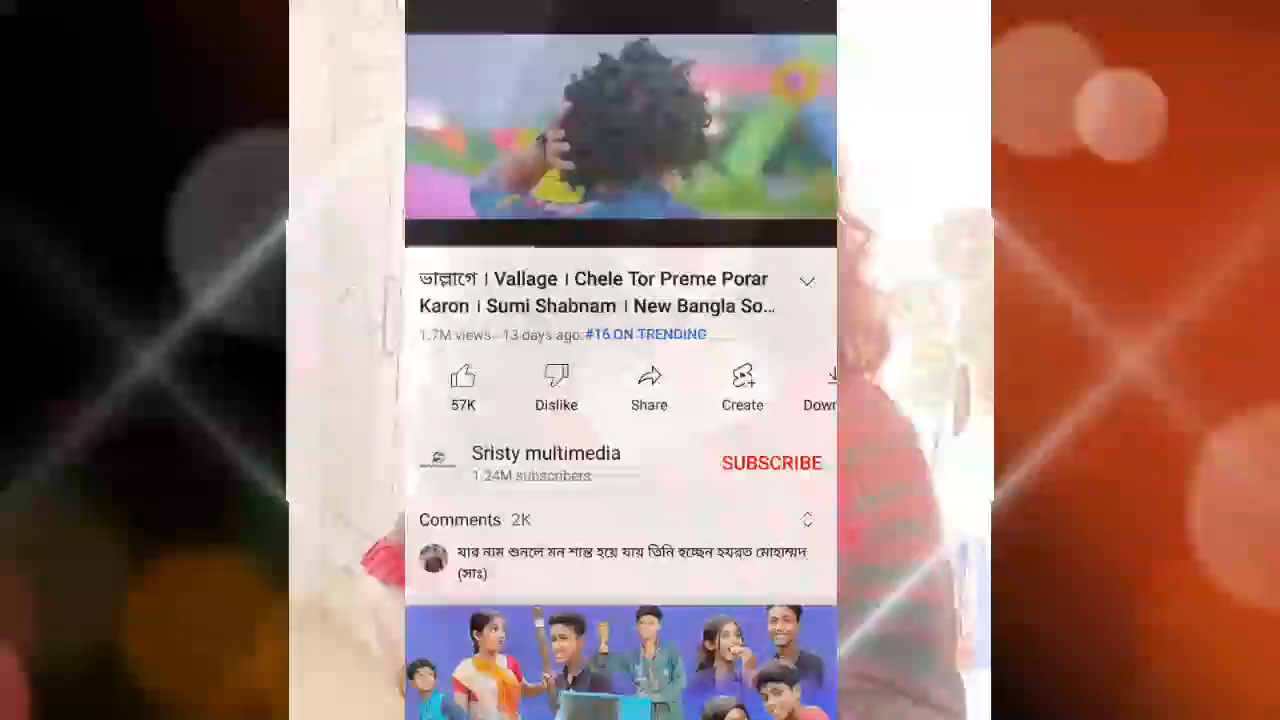 ভাল্লাগে । Vallage । Chele Tor Preme Porar
Karon । Sumi Shabnam । New Bangla So...
1.7M views 13 days ago #16 ON TRENDING
57K Dislike Share Create Down
Sristy multimedia
1.24M subscribers
SUBSCRIBE
Comments 2K
যার নাম শুনলে মন শান্ত হয়ে যায় তিনি হচ্ছেন হযরত মোহাম্মদ
(সাঃ)